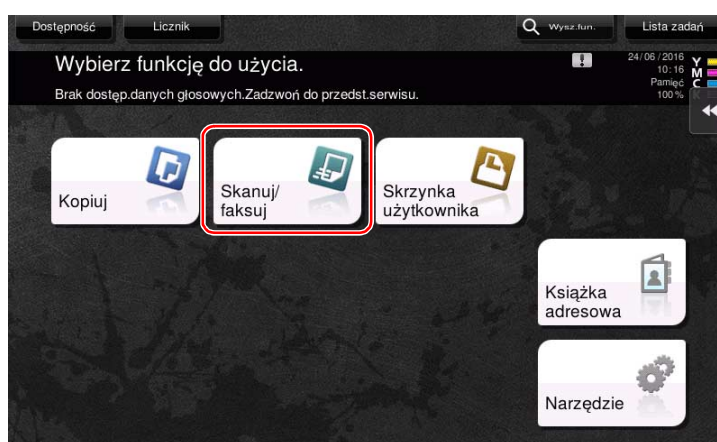 Dostępność
Licznik
Wysz.fun.
Lista zadań
Wybierz funkcję do użycia.
Brak dostęp.danych głosowych.Zadzwoń do przedst.serwisu.
24/06/2016
10:16
Pamięć
100%
Y
M
C
K
Kopiuj
Skanuj/
faksuj
Skrzynka
użytkownika
Książka
adresowa
Narzędzie